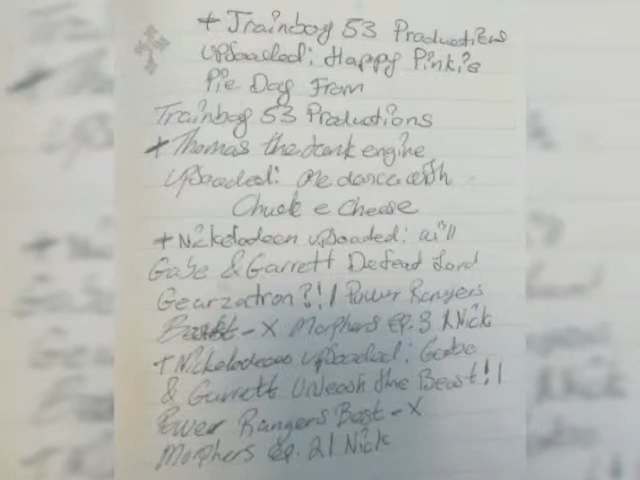 + Trainboy 53 Productions
uploaded: Happy Pinkie
Pie Day From
Trainboy 53 Productions
+ Thomas the tank engine
uploaded: One dance with
Chuck e Cheese
+ Nickelodeon uploaded: will
Gabe & Garrett Defeat Lord
Gearzatron?! | Power Rangers
Beast-X Morphers EP. 3 | Nick
+ Nickelodeon uploaded: Gabe
& Garrett Unleash the Beast! |
Power Rangers Beast-X
Morphers EP. 2 | Nick